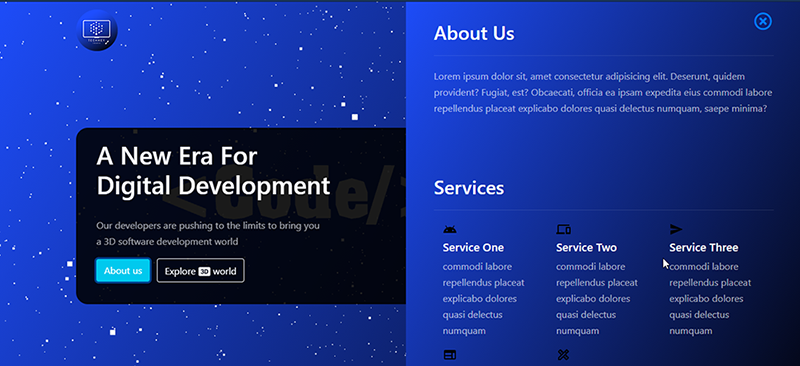 A New Era For
Digital Development
<Code/>
Our developers are pushing to the limits to bring you
a 3D software development world
About us
Explore 3D world
About Us
Lorem ipsum dolor sit, amet consectetur adipisicing elit. Deserunt, quidem
provident? Fugiat, est? Obcaecati, officia ea ipsam expedita eius commodi labore
repellendus placeat explicabo dolores quasi delectus numquam, saepe minima?
Services
Service One
commodi labore
repellendus placeat
explicabo dolores
quasi delectus
numquam
Service Two
commodi labore
repellendus placeat
explicabo dolores
quasi delectus
numquam
Service Three
commodi labore
repellendus placeat
explicabo dolores
quasi delectus
numquam